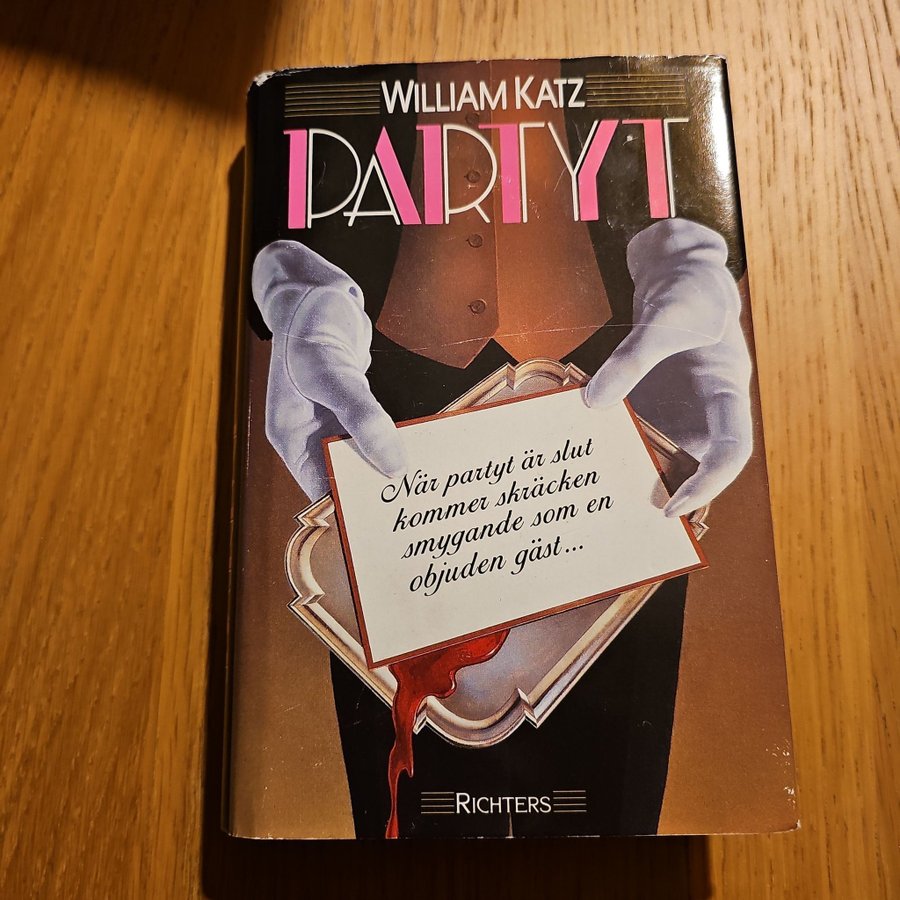 WILLIAM KATZ
PARTYT
När partyt är slut
kommer skräcken
smygande som en
objuden gäst...
RICHTERS